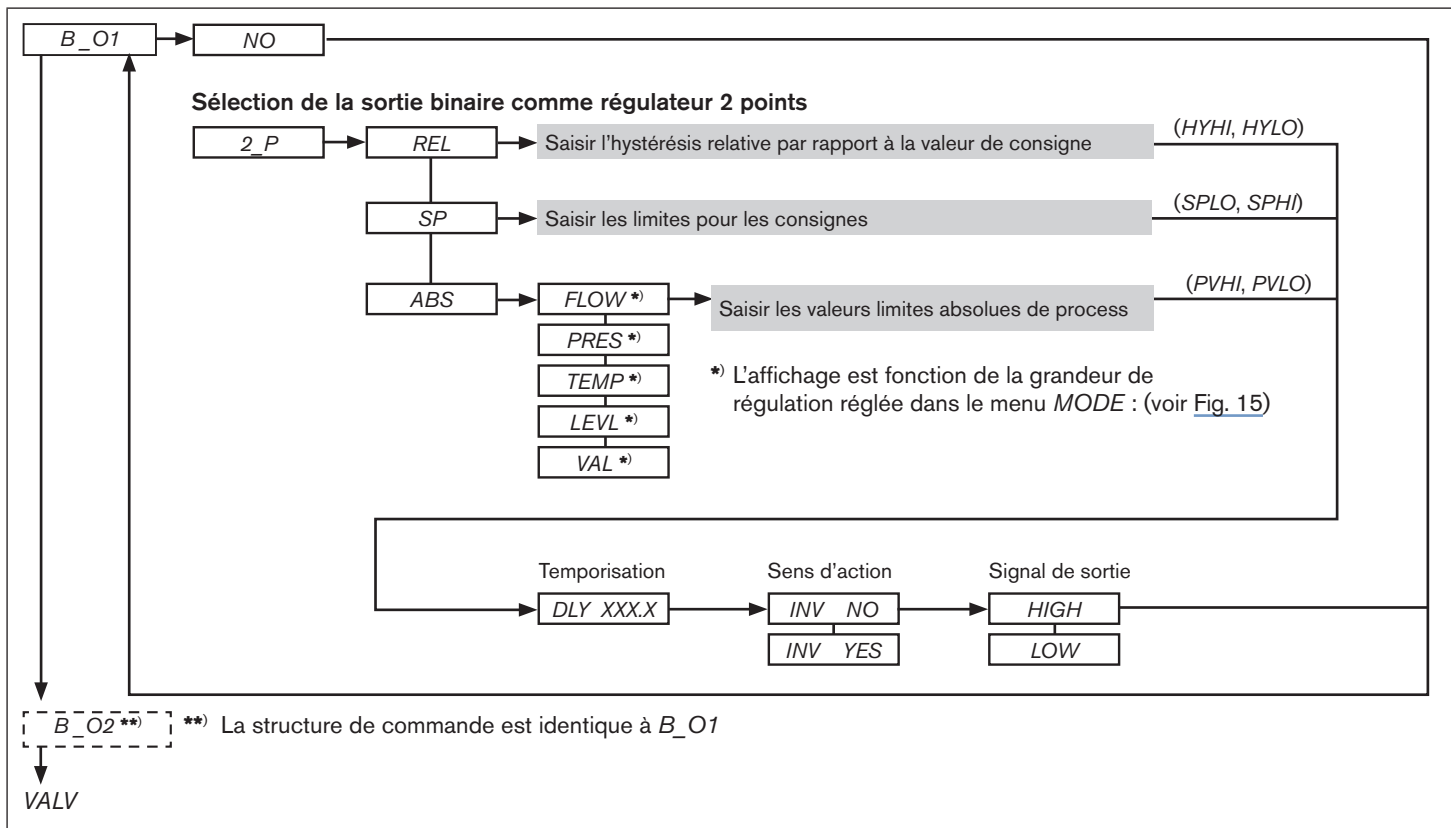 B_O1
NO
Sélection de la sortie binaire comme régulateur 2 points
2_P
REL
Saisir l'hystérésis relative par rapport à la valeur de consigne
(HYHI, HYLO)
SP
Saisir les limites pour les consignes
(SPLO, SPHI)
ABS
FLOW *)
Saisir les valeurs limites absolues de process
(PVHI, PVLO)
PRES *)
TEMP *)
LEVL *)
VAL *)
*) L'affichage est fonction de la grandeur de
régulation réglée dans le menu MODE : (voir Fig. 15)
Temporisation
Sens d'action
Signal de sortie
DLY XXX.X
INV NO
HIGH
INV YES
LOW
B_O2 **)
**) La structure de commande est identique à B_O1
VALV